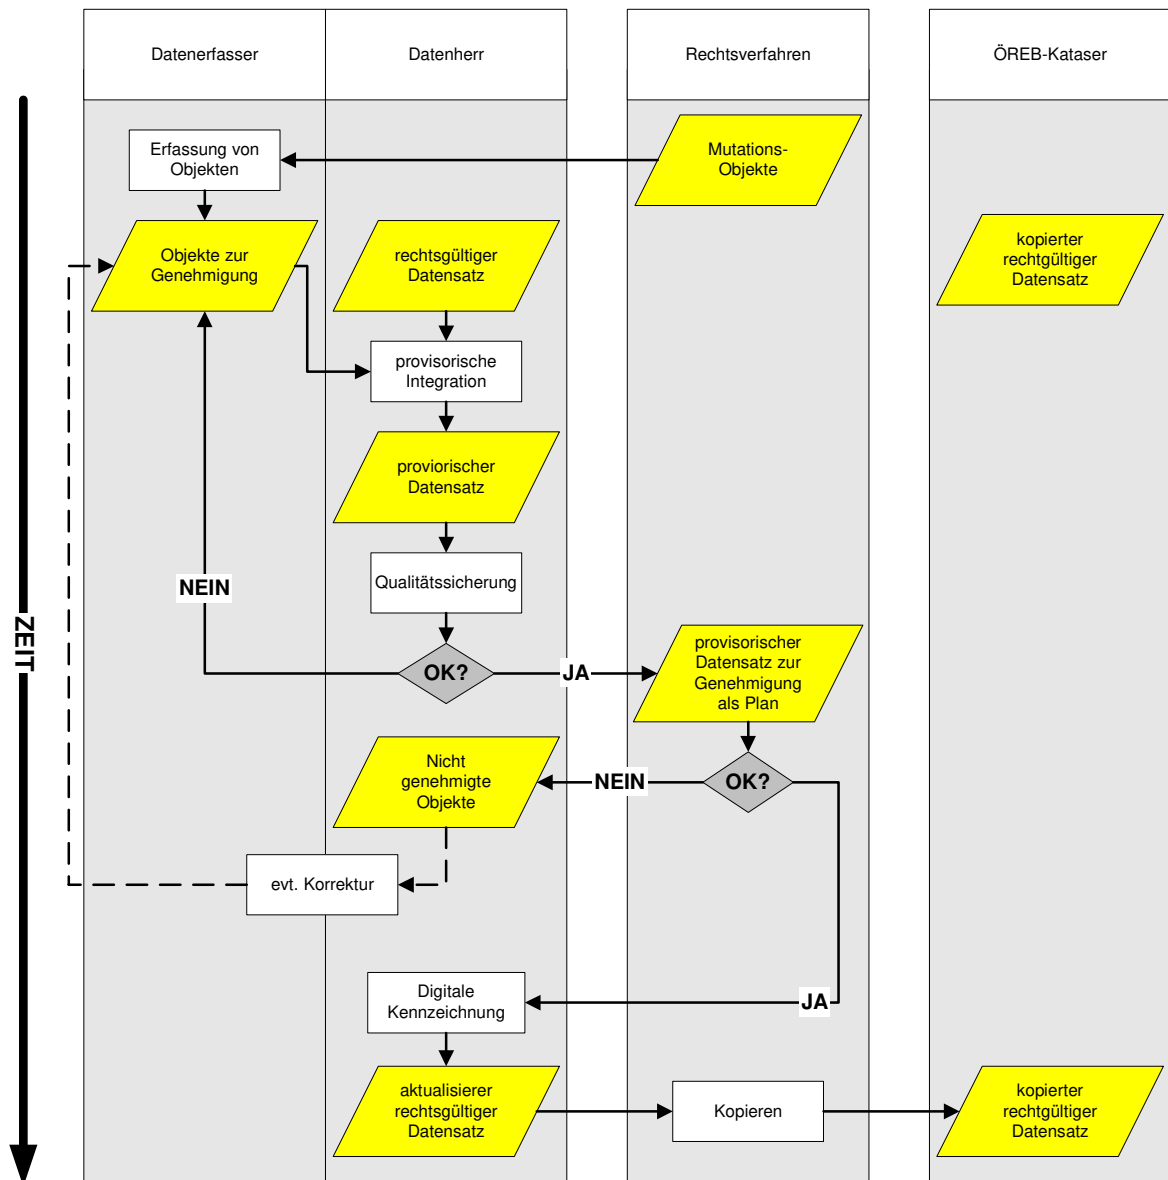 Datenerfasser
Datenherr
Rechtsverfahren
ÖREB-Kataser
Erfassung von
Objekten
Mutations-
Objekte
Objekte zur
Genehmigung
rechtsgültiger
Datensatz
kopierter
rechtgültiger
Datensatz
provisorische
Integration
proviorischer
Datensatz
Qualitätssicherung
NEIN
ZEIT
OK?
JA
provisorischer
Datensatz zur
Genehmigung
als Plan
Nicht
genehmigte
Objekte
NEIN
OK?
evt. Korrektur
Digitale
Kennzeichnung
JA
aktualisierer
rechtsgültiger
Datensatz
Kopieren
kopierter
rechtgültiger
Datensatz